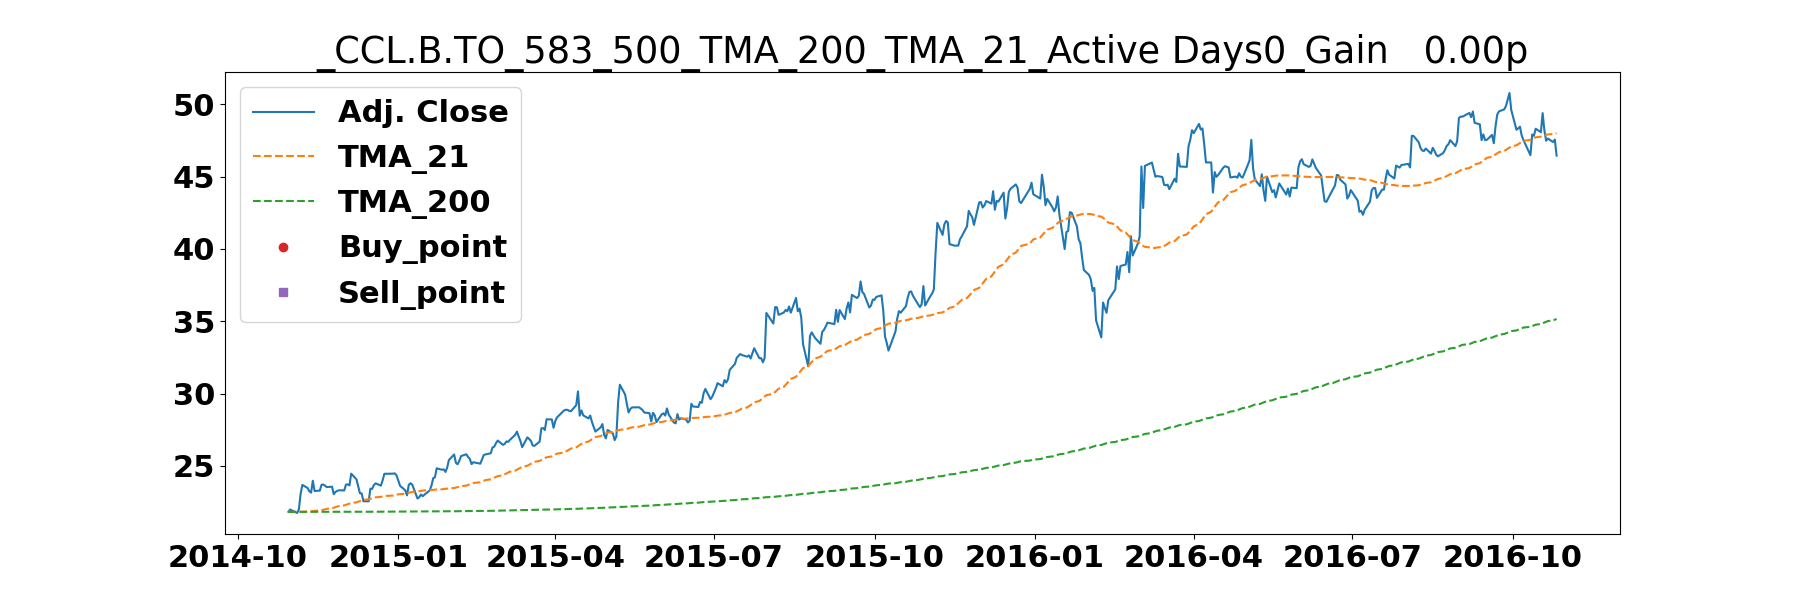 _CCL.B.TO_583_500_TMA_200_TMA_21_Active Days0_Gain   0.00p
50
45
40
35
30
25
Adj. Close
TMA_21
TMA_200
Buy_point
Sell_point
2014-10 2015-01 2015-04 2015-07 2015-10 2016-01 2016-04 2016-07 2016-10